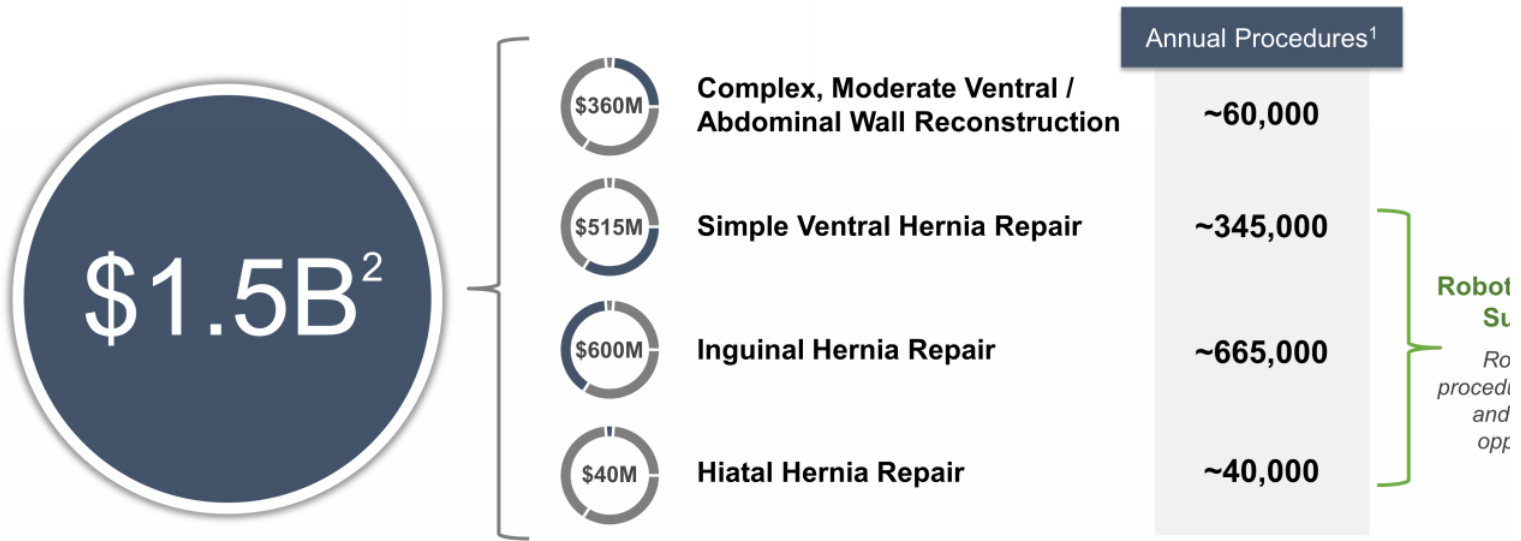 Annual Procedures¹
$1.5B²
$360M
Complex, Moderate Ventral /
Abdominal Wall Reconstruction
~60,000
$515M
Simple Ventral Hernia Repair
~345,000
$600M
Inguinal Hernia Repair
~665,000
$40M
Hiatal Hernia Repair
~40,000
and